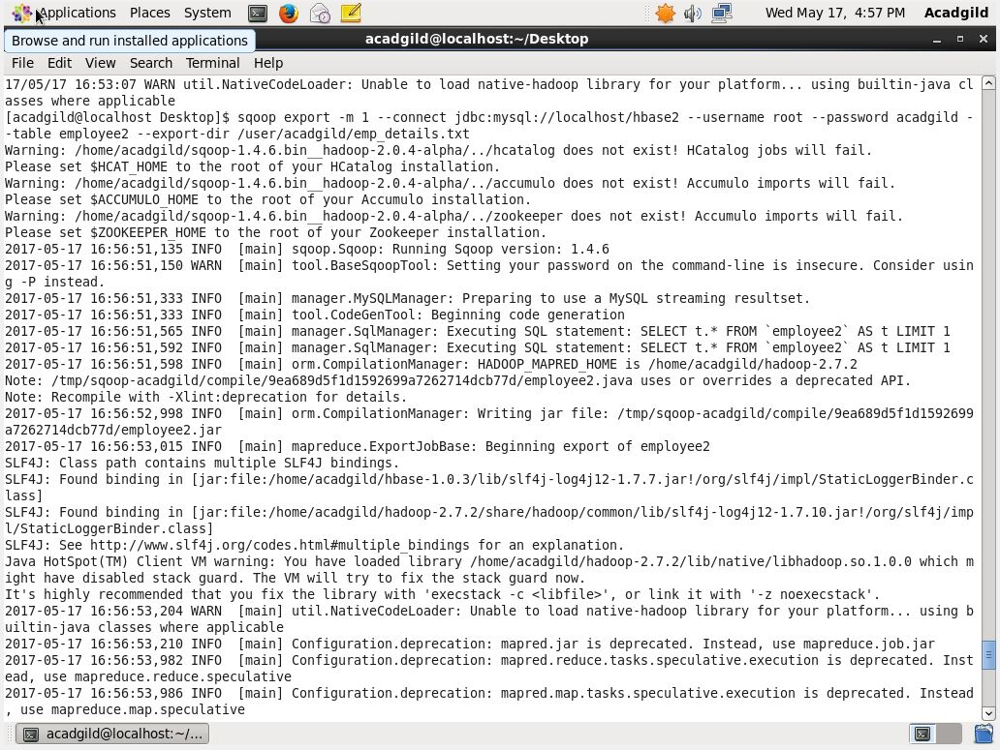 Applications Places System Wed May 17, 4:57 PM Acadgild
Browse and run installed applications
acadgild@localhost:~/Desktop
File Edit View Search Terminal Help
17/05/17 16:53:07 WARN util.NativeCodeLoader: Unable to load native-hadoop library for your platform... using builtin-java cl
asses where applicable
[acadgild@localhost Desktop]$ sqoop export -m 1 --connect jdbc:mysql://localhost/hbase2 --username root --password acadgild -
-table employee2 --export-dir /user/acadgild/emp_details.txt
Warning: /home/acadgild/sqoop-1.4.6.bin__hadoop-2.0.4-alpha/../hcatalog does not exist! HCatalog jobs will fail.
Please set $HCAT_HOME to the root of your HCatalog installation.
Warning: /home/acadgild/sqoop-1.4.6.bin__hadoop-2.0.4-alpha/../accumulo does not exist! Accumulo imports will fail.
Please set $ACCUMULO_HOME to the root of your Accumulo installation.
Warning: /home/acadgild/sqoop-1.4.6.bin__hadoop-2.0.4-alpha/../zookeeper does not exist! Accumulo imports will fail.
Please set $ZOOKEEPER_HOME to the root of your Zookeeper installation.
2017-05-17 16:56:51,135 INFO  [main] sqoop.Sqoop: Running Sqoop version: 1.4.6
2017-05-17 16:56:51,150 WARN  [main] tool.BaseSqoopTool: Setting your password on the command-line is insecure. Consider usin
g -P instead.
2017-05-17 16:56:51,333 INFO  [main] manager.MySQLManager: Preparing to use a MySQL streaming resultset.
2017-05-17 16:56:51,333 INFO  [main] tool.CodeGenTool: Beginning code generation
2017-05-17 16:56:51,565 INFO  [main] manager.SqlManager: Executing SQL statement: SELECT t.* FROM `employee2` AS t LIMIT 1
2017-05-17 16:56:51,592 INFO  [main] manager.SqlManager: Executing SQL statement: SELECT t.* FROM `employee2` AS t LIMIT 1
2017-05-17 16:56:51,598 INFO  [main] orm.CompilationManager: HADOOP_MAPRED_HOME is /home/acadgild/hadoop-2.7.2
Note: /tmp/sqoop-acadgild/compile/9ea689d5f1d1592699a7262714dcb77d/employee2.java uses or overrides a deprecated API.
Note: Recompile with -Xlint:deprecation for details.
2017-05-17 16:56:52,998 INFO  [main] orm.CompilationManager: Writing jar file: /tmp/sqoop-acadgild/compile/9ea689d5f1d1592699
a7262714dcb77d/employee2.jar
2017-05-17 16:56:53,015 INFO  [main] mapreduce.ExportJobBase: Beginning export of employee2
SLF4J: Class path contains multiple SLF4J bindings.
SLF4J: Found binding in [jar:file:/home/acadgild/hbase-1.0.3/lib/slf4j-log4j12-1.7.7.jar!/org/slf4j/impl/StaticLoggerBinder.c
lass]
SLF4J: Found binding in [jar:file:/home/acadgild/hadoop-2.7.2/share/hadoop/common/lib/slf4j-log4j12-1.7.10.jar!/org/slf4j/imp
l/StaticLoggerBinder.class]
SLF4J: See http://www.slf4j.org/codes.html#multiple_bindings for an explanation.
Java HotSpot(TM) Client VM warning: You have loaded library /home/acadgild/hadoop-2.7.2/lib/native/libhadoop.so.1.0.0 which m
ight have disabled stack guard. The VM will try to fix the stack guard now.
It's highly recommended that you fix the library with 'execstack -c <libfile>', or link it with '-z noexecstack'.
2017-05-17 16:56:53,204 WARN  [main] util.NativeCodeLoader: Unable to load native-hadoop library for your platform... using b
uiltin-java classes where applicable
2017-05-17 16:56:53,210 INFO  [main] Configuration.deprecation: mapred.jar is deprecated. Instead, use mapreduce.job.jar
2017-05-17 16:56:53,982 INFO  [main] Configuration.deprecation: mapred.reduce.tasks.speculative.execution is deprecated. Inst
ead, use mapreduce.reduce.speculative
2017-05-17 16:56:53,986 INFO  [main] Configuration.deprecation: mapred.map.tasks.speculative.execution is deprecated. Instead
, use mapreduce.map.speculative
acadgild@localhost:~/...